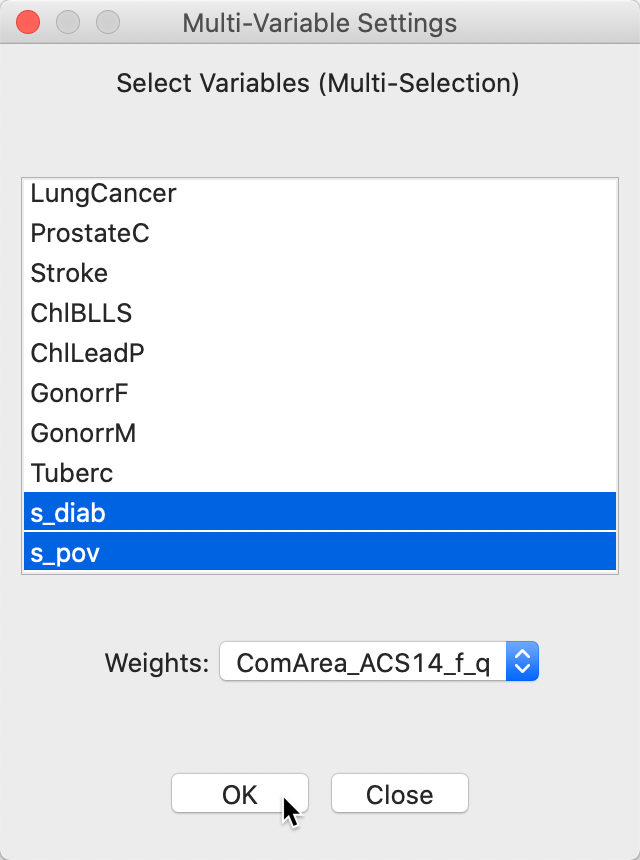 Multi-Variable Settings
Select Variables (Multi-Selection)
LungCancer
ProstateC
Stroke
ChlBLLS
ChlLeadP
GonorrF
GonorrM
Tuberc
s_diab
s_pov
Weights: ComArea_ACS14_f_q
OK Close